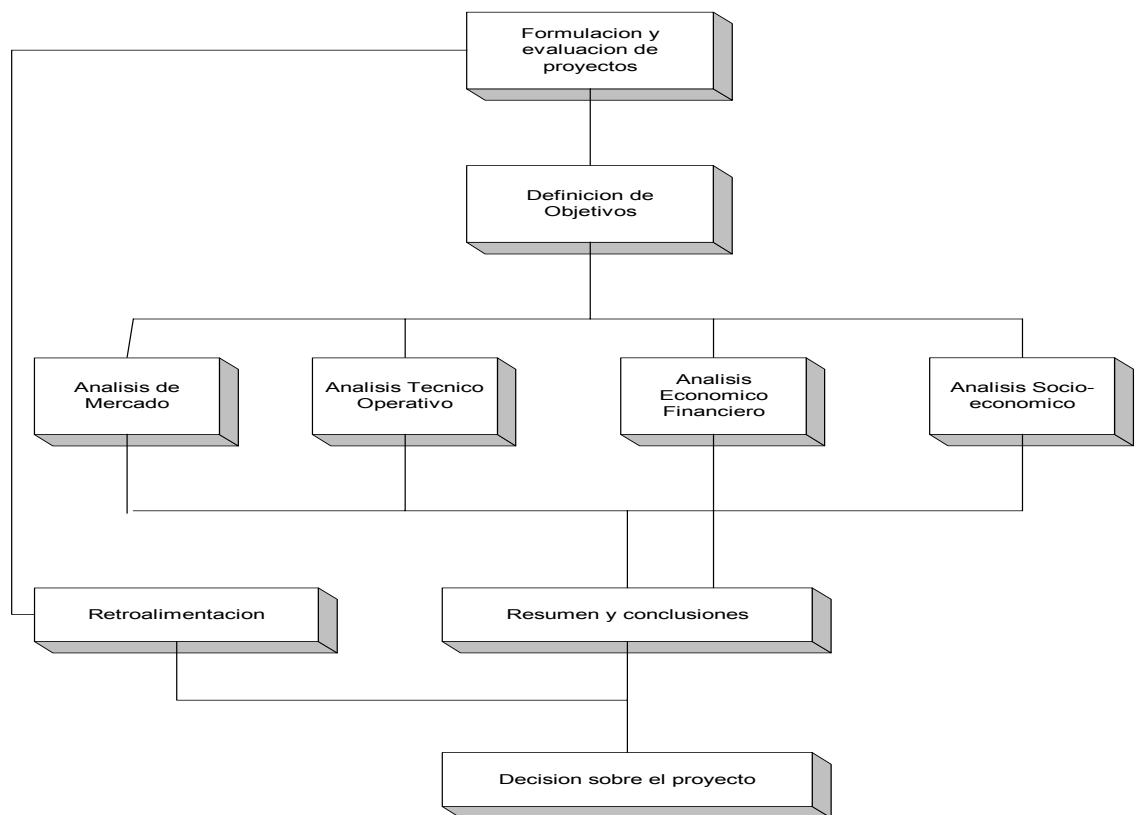 Formulacion y
evaluacion de
proyectos
Definicion de
Objetivos
Analisis de
Mercado
Analisis Tecnico
Operativo
Analisis
Economico
Financiero
Analisis Socio-
economico
Retroalimentacion
Resumen y conclusiones
Decision sobre el proyecto